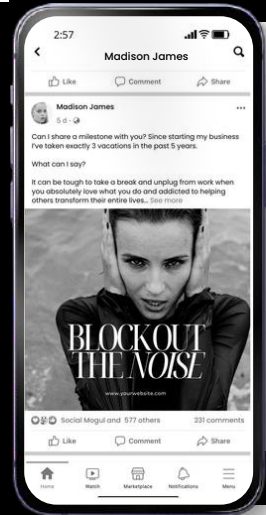 2:57
Madison James
Like Comment Share
Madison James
5 d
Can I share a milestone with you? Since starting my business
I've taken exactly 3 vacations in the past 5 years.
What can I say?
It can be tough to take a break and unplug from work when
you absolutely love what you do and addicted to helping
others transform their entire lives... See more
BLOCKOUT
THE NOISE
www.yourwebsite.com
Social Mogul and 577 others 231 comments
Like Comment Share
Home Watch Marketplace Notifications Menu